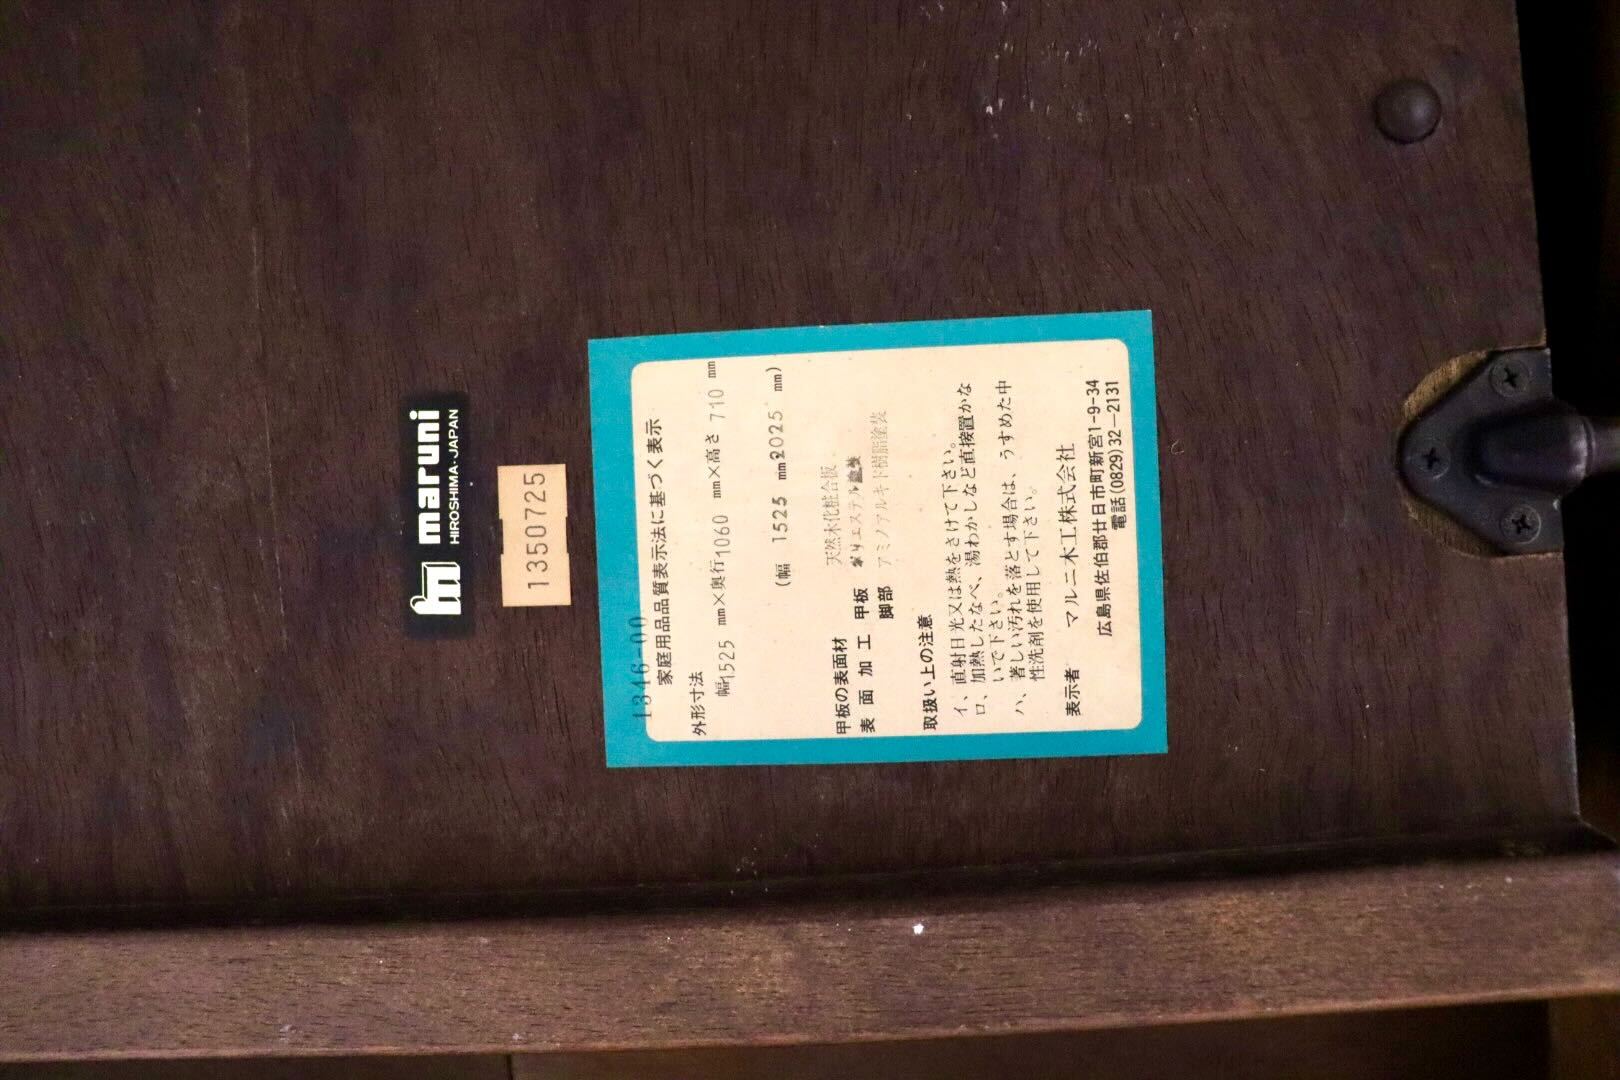 maruni
HIROSHIMA·JAPAN
1350725
1346-00
家庭用品品質表示法に基づく表示
外形寸法
幅1525 mm×奥行1060 mm×高さ 710 mm
(幅 1525 mm2025 mm)
甲板の表面材 天然木化粧合板
表面加工 甲板 ポリエステル塗装
脚部 アミノアルキド樹脂塗装
取扱い上の注意
イ、直射日光又は熱をさけて下さい。
ロ、加熱したなべ、湯わかしなど直接置かな
いで下さい。
ハ、著しい汚れを落とす場合は、うすめた中
性洗剤を使用して下さい。
表示者 マルニ木工株式会社
広島県佐伯郡廿日市町新宮1-9-34
電話(0829)32-2131